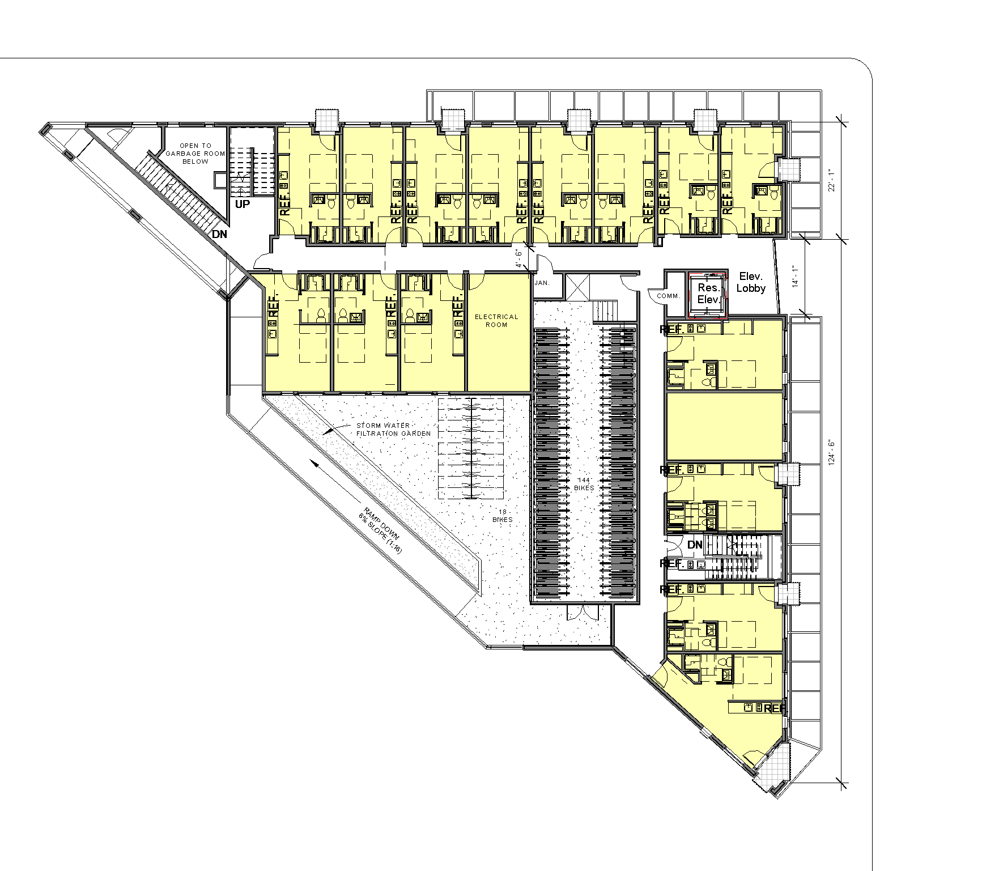 OPEN TO
GARBAGE ROOM
BELOW
UP
DN
REF.
REF.
REF.
REF.
REF.
REF.
REF.
REF.
22' - 1"
4' - 6"
14' - 1"
JAN.
COMM.
Res.
Elev.
Elev.
Lobby
REF.
REF.
REF.
ELECTRICAL
ROOM
REF.
STORM WATER
FILTRATION GARDEN
124' - 6"
REF.
144
BIKES
18
BIKES
RAMP DOWN
6% SLOPE (1:16)
DN
REF.
REF.
REF.